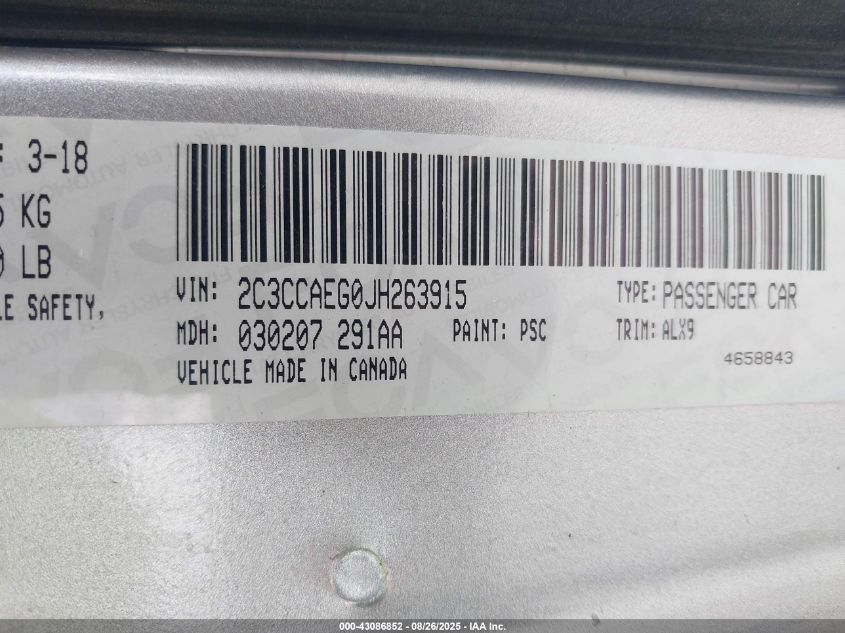 : 3-18
KG
LB
LE SAFETY,
VIN: 2C3CCAEG0JH263915
TYPE: PASSENGER CAR
MDH: 030207 291AA
PAINT: PSC
TRIM: ALX9
VEHICLE MADE IN CANADA
4658843
000-43086852 / 08/26/2025 - IAA Inc.